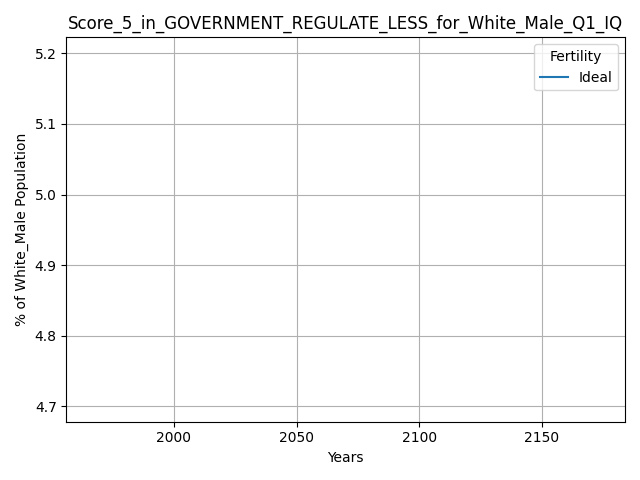 Score_5_in_GOVERNMENT_REGULATE_LESS_for_White_Male_Q1_IQ
Fertility
Ideal
5.2
5.1
5.0
4.9
4.8
4.7
% of White_Male Population
2000 2050 2100 2150
Years